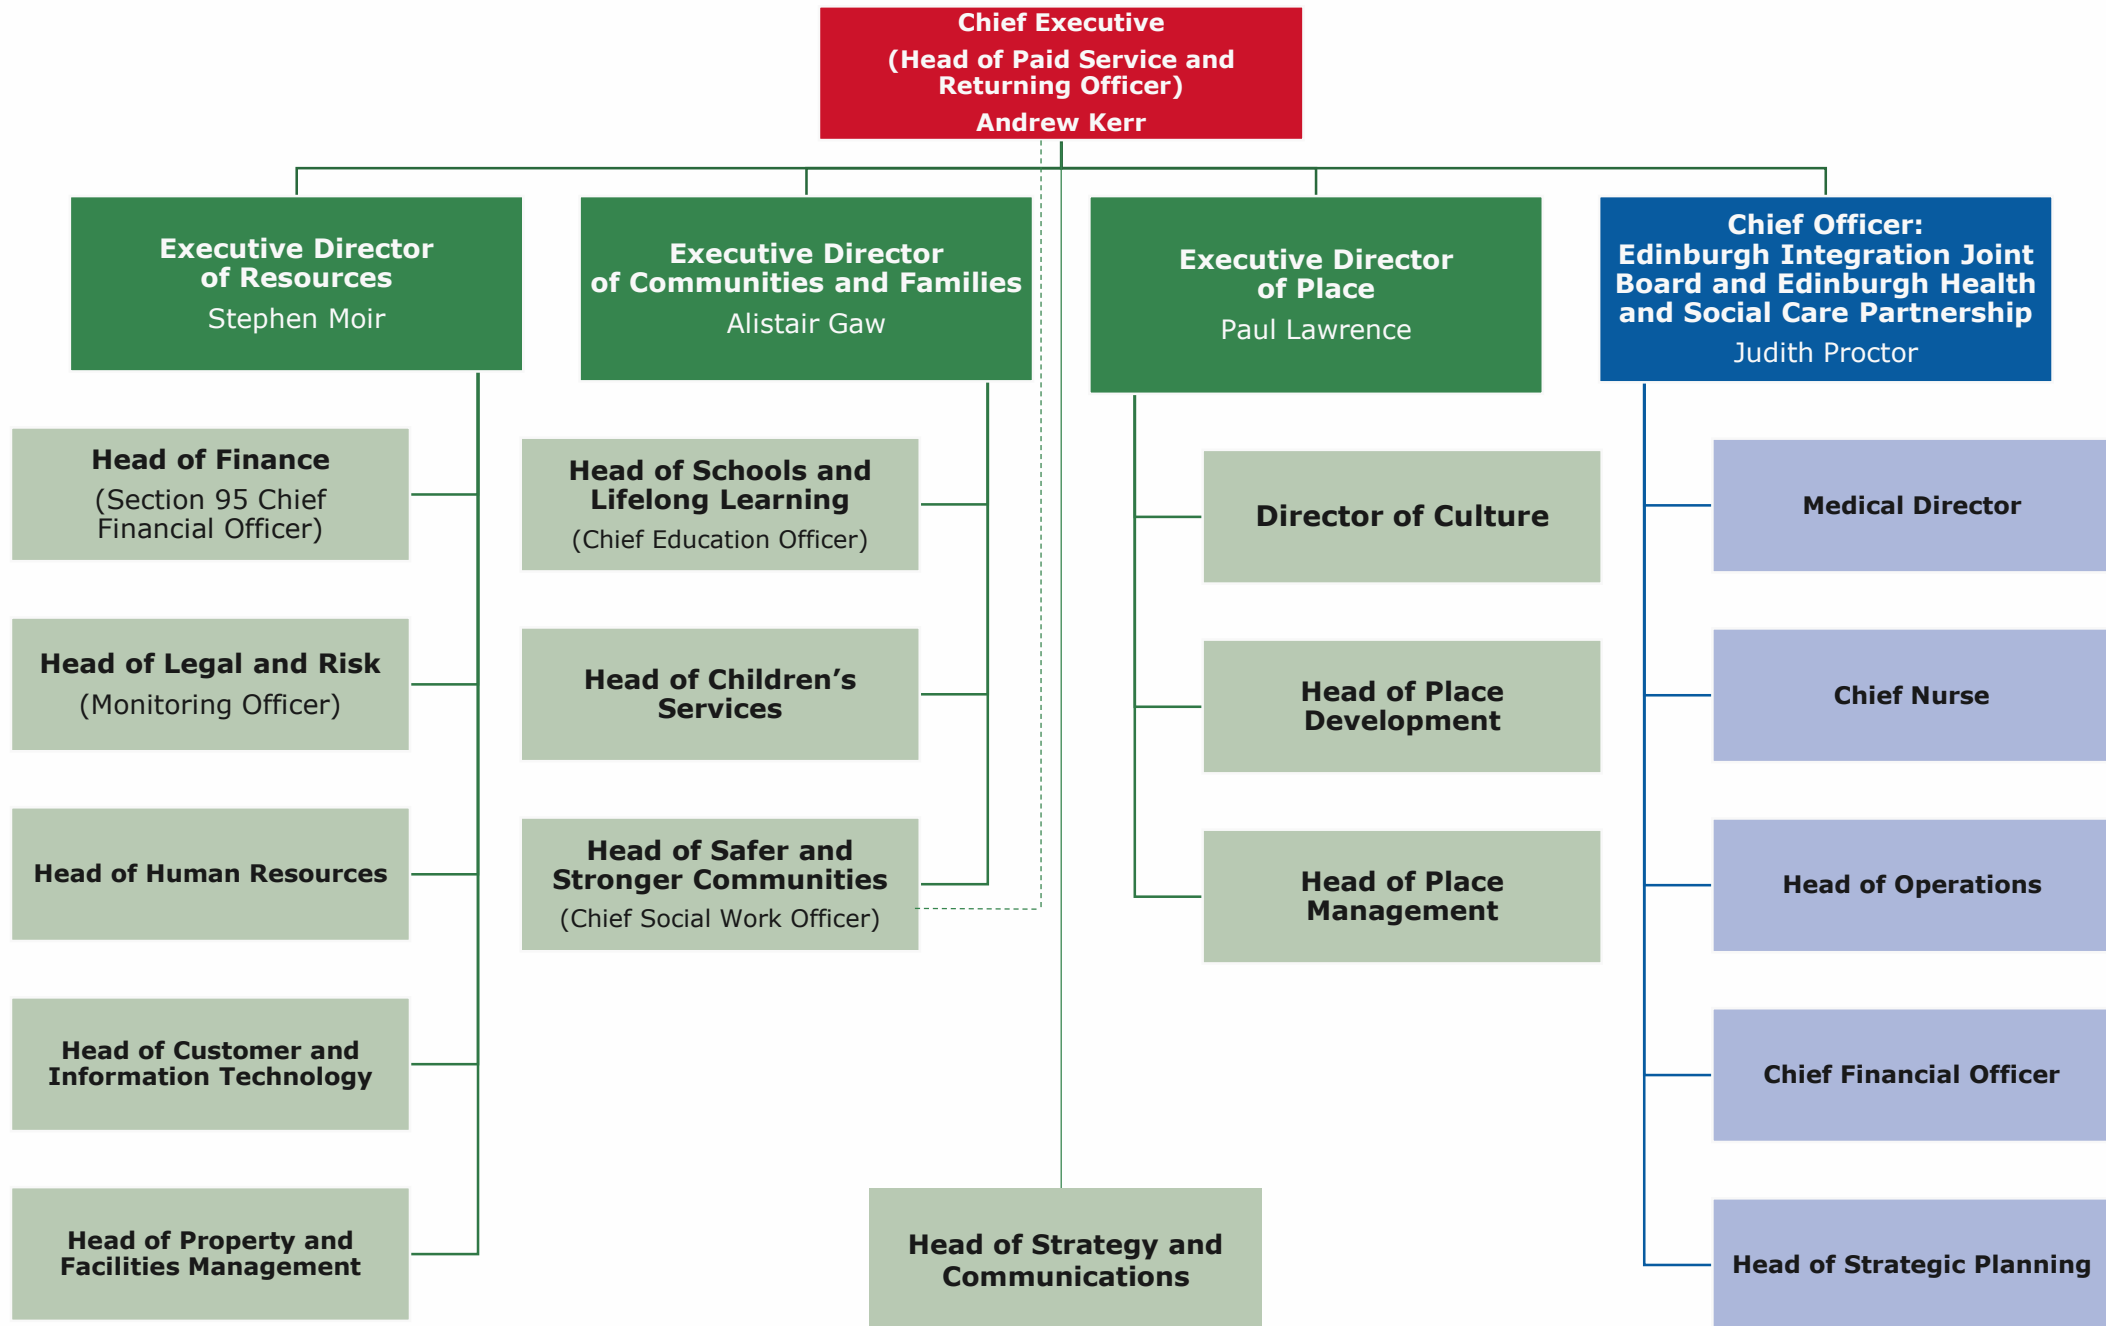 Chief Executive
(Head of Paid Service and
Returning Officer)
Andrew Kerr
Executive Director
of Resources
Stephen Moir
Executive Director
of Communities and Families
Alistair Gaw
Executive Director
of Place
Paul Lawrence
Chief Officer:
Edinburgh Integration Joint
Board and Edinburgh Health
and Social Care Partnership
Judith Proctor
Head of Finance
(Section 95 Chief
Financial Officer)
Head of Legal and Risk
(Monitoring Officer)
Head of Human Resources
Head of Customer and
Information Technology
Head of Property and
Facilities Management
Head of Schools and
Lifelong Learning
(Chief Education Officer)
Head of Children’s
Services
Head of Safer and
Stronger Communities
(Chief Social Work Officer)
Director of Culture
Head of Place
Development
Head of Place
Management
Medical Director
Chief Nurse
Head of Operations
Chief Financial Officer
Head of Strategic Planning
Head of Strategy and
Communications